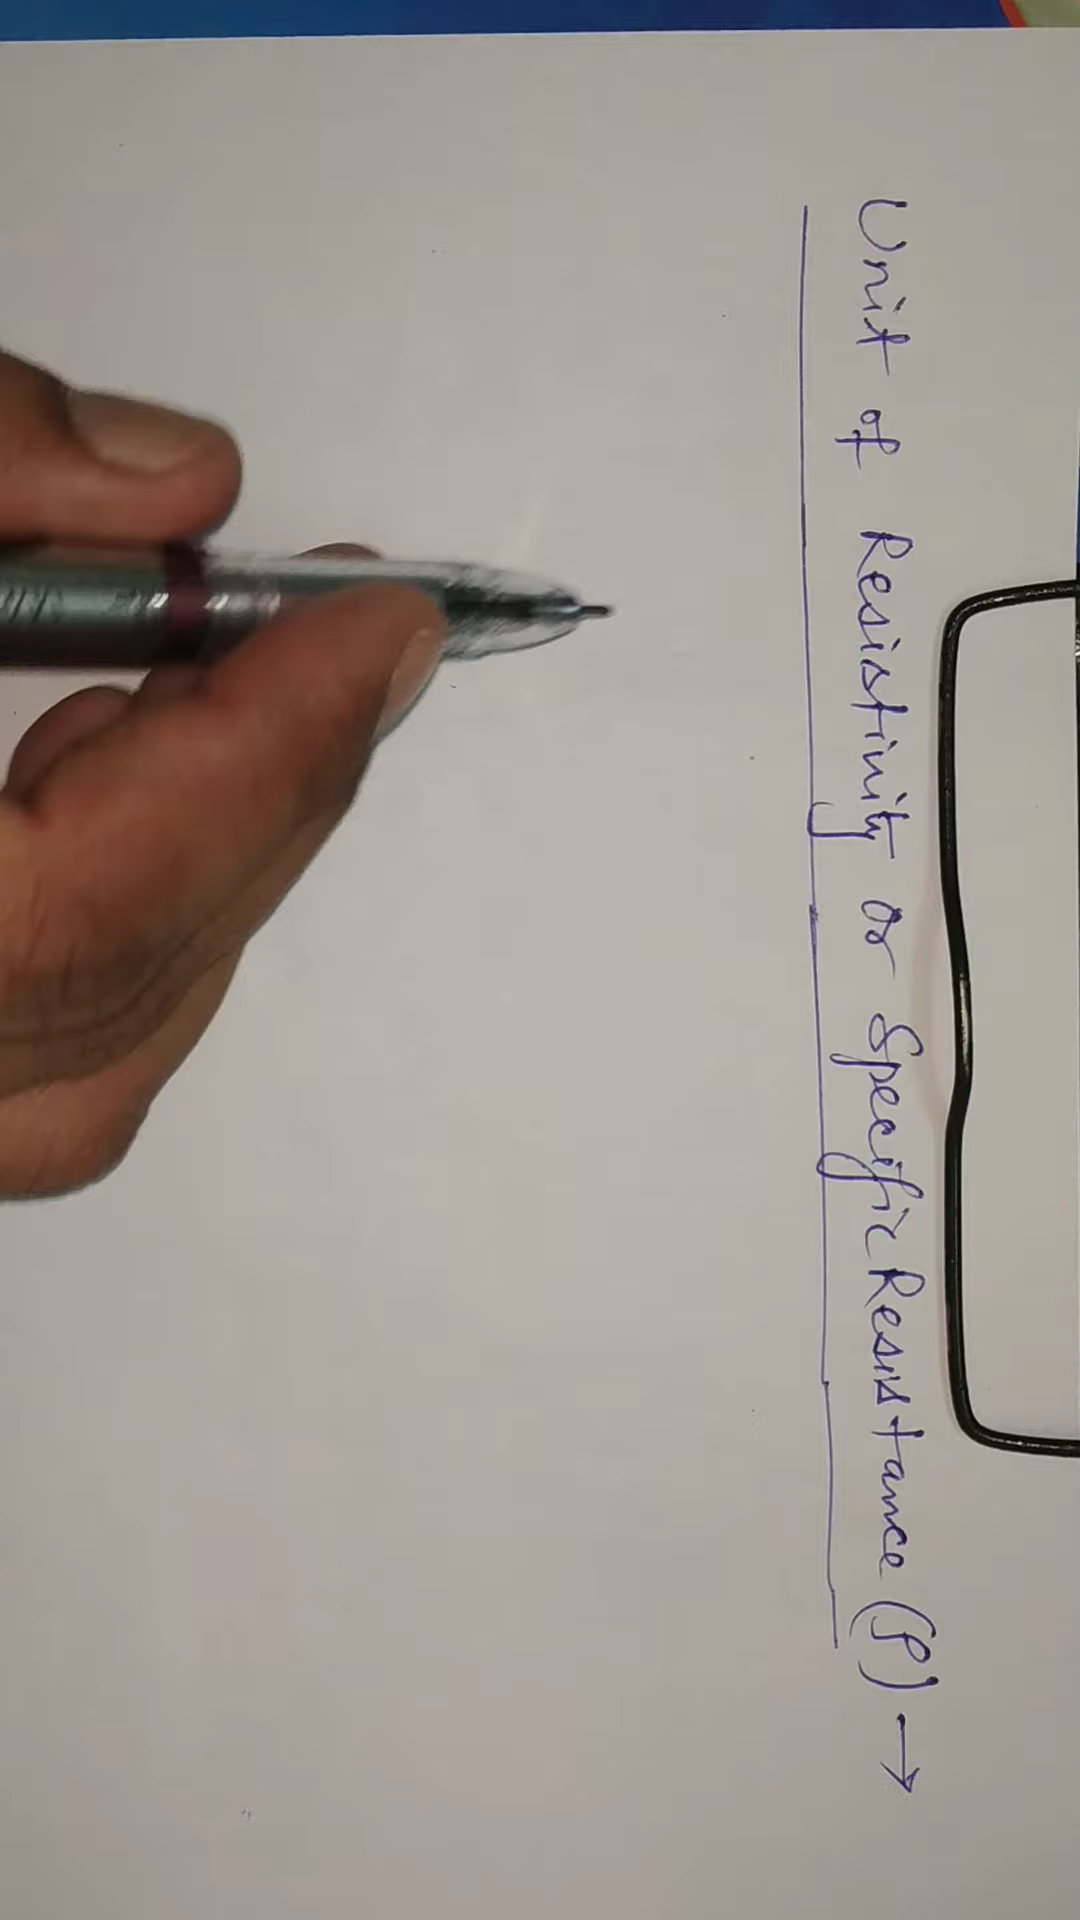 Unit of Resistivity or Specific Resistance (ρ) →